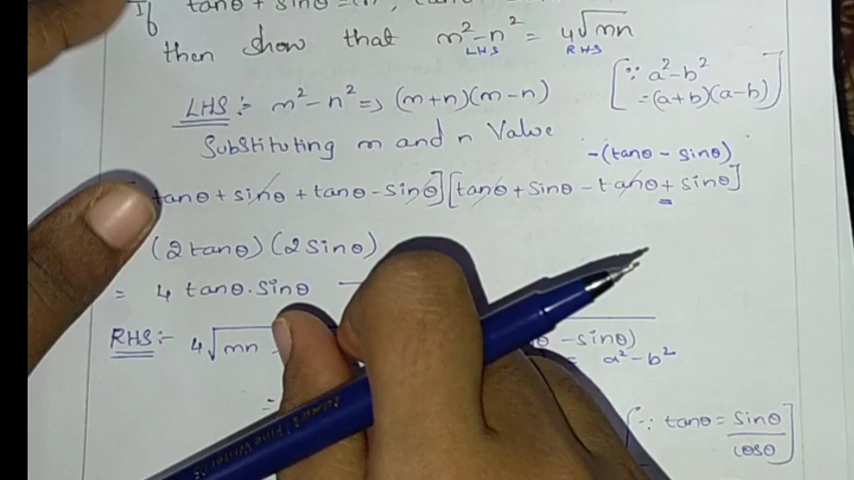 If tanθ + sinθ = m,
then show that m² - n² = 4√mn
LHS RHS
LHS :- m² - n² => (m+n)(m-n) [∵ a² - b²
= (a+b)(a-b)]
Substituting m and n Value
-(tanθ - sinθ)
tanθ + sinθ + tanθ - sinθ][tanθ + sinθ - tanθ + sinθ]
(2tanθ)(2sinθ)
= 4 tanθ.sinθ
RHS :- 4√mn - sinθ)
= a² - b²
=
[∵ tanθ = sinθ]
cosθ